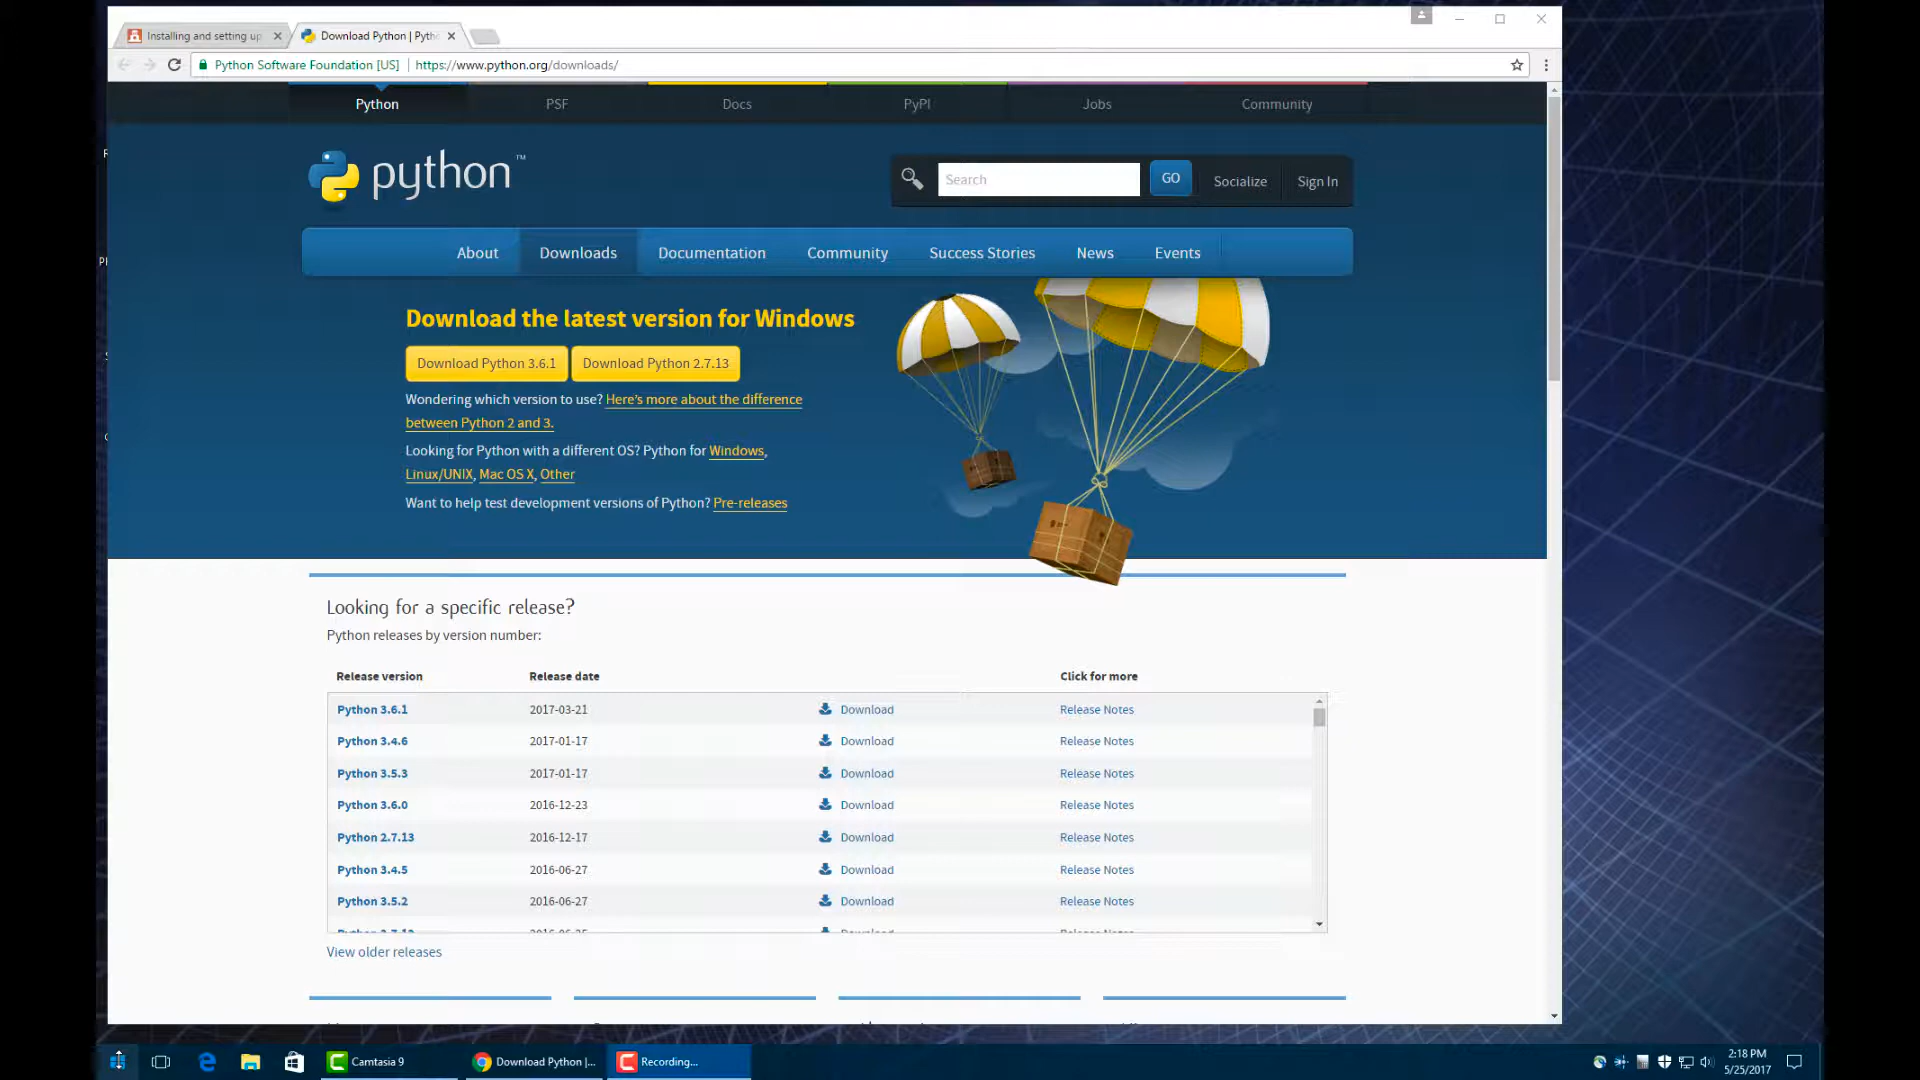 Installing and setting up
Download Python | Pyth
Python Software Foundation [US] | https://www.python.org/downloads/
Python PSF Docs PyPI Jobs Community
python™
Search GO Socialize Sign In
About Downloads Documentation Community Success Stories News Events
Download the latest version for Windows
Download Python 3.6.1 Download Python 2.7.13
Wondering which version to use? Here's more about the difference
between Python 2 and 3.
Looking for Python with a different OS? Python for Windows,
Linux/UNIX, Mac OS X, Other
Want to help test development versions of Python? Pre-releases
Looking for a specific release?
Python releases by version number:
Release version Release date Click for more
Python 3.6.1 2017-03-21 Download Release Notes
Python 3.4.6 2017-01-17 Download Release Notes
Python 3.5.3 2017-01-17 Download Release Notes
Python 3.6.0 2016-12-23 Download Release Notes
Python 2.7.13 2016-12-17 Download Release Notes
Python 3.4.5 2016-06-27 Download Release Notes
Python 3.5.2 2016-06-27 Download Release Notes
View older releases
Camtasia 9 Download Python |... Recording...
2:18 PM
5/25/2017